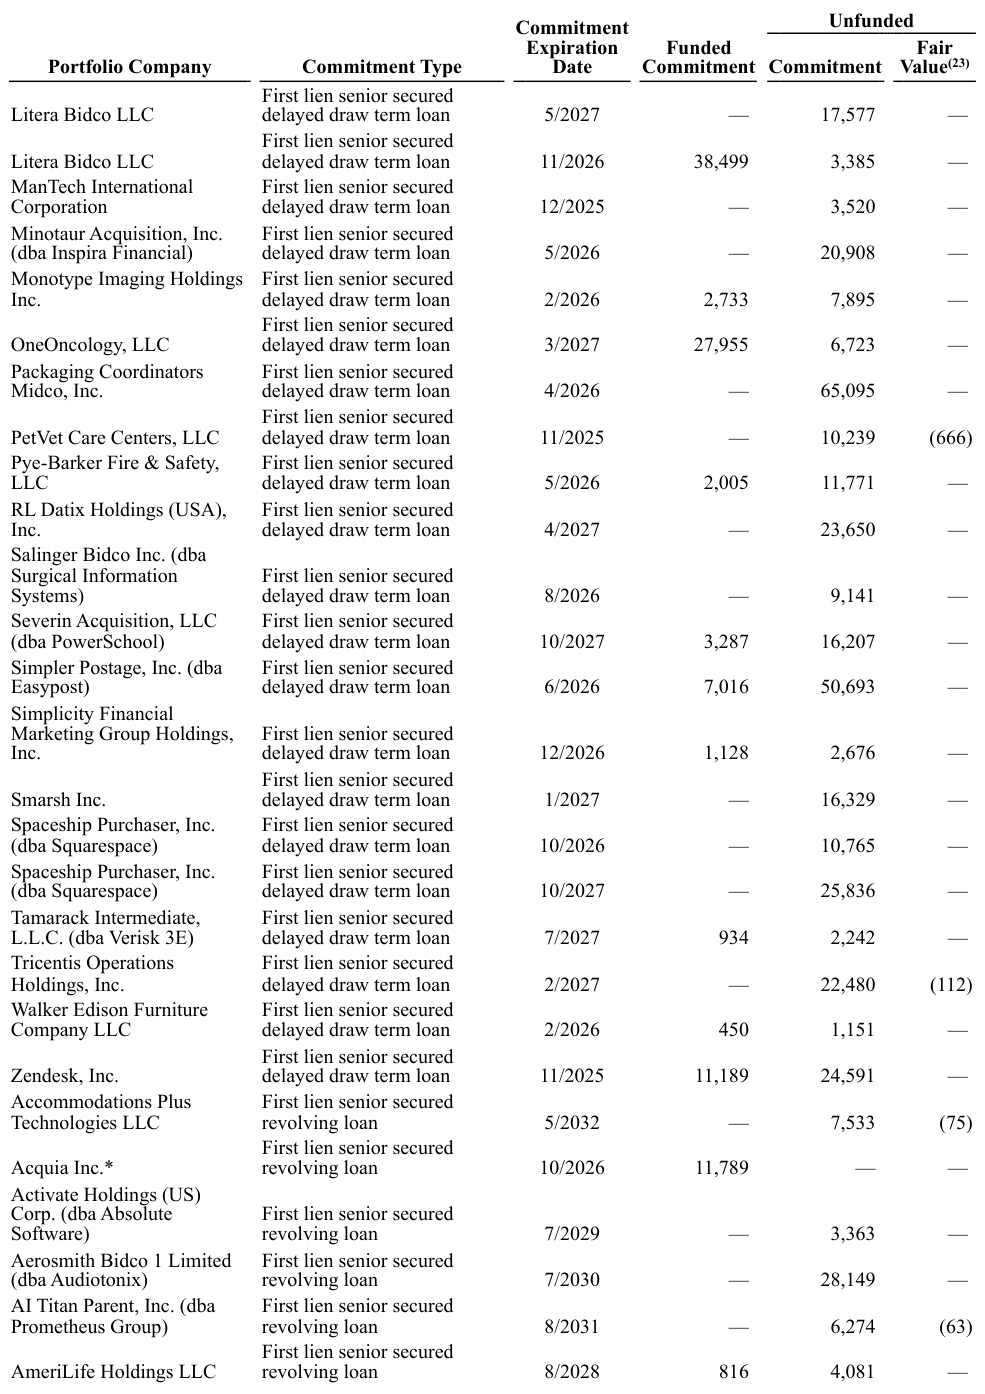 Unfunded
Commitment
Expiration
Date
Funded
Commitment
Fair
Value(23)
Portfolio Company Commitment Type Commitment
Litera Bidco LLC First lien senior secured
delayed draw term loan 5/2027 — 17,577 —
Litera Bidco LLC First lien senior secured
delayed draw term loan 11/2026 38,499 3,385 —
ManTech International
Corporation First lien senior secured
delayed draw term loan 12/2025 — 3,520 —
Minotaur Acquisition, Inc.
(dba Inspira Financial) First lien senior secured
delayed draw term loan 5/2026 — 20,908 —
Monotype Imaging Holdings
Inc. First lien senior secured
delayed draw term loan 2/2026 2,733 7,895 —
OneOncology, LLC First lien senior secured
delayed draw term loan 3/2027 27,955 6,723 —
Packaging Coordinators
Midco, Inc. First lien senior secured
delayed draw term loan 4/2026 — 65,095 —
PetVet Care Centers, LLC First lien senior secured
delayed draw term loan 11/2025 — 10,239 (666)
Pye-Barker Fire & Safety,
LLC First lien senior secured
delayed draw term loan 5/2026 2,005 11,771 —
RL Datix Holdings (USA),
Inc. First lien senior secured
delayed draw term loan 4/2027 — 23,650 —
Salinger Bidco Inc. (dba
Surgical Information
Systems) First lien senior secured
delayed draw term loan 8/2026 — 9,141 —
Severin Acquisition, LLC
(dba PowerSchool) First lien senior secured
delayed draw term loan 10/2027 3,287 16,207 —
Simpler Postage, Inc. (dba
Easypost) First lien senior secured
delayed draw term loan 6/2026 7,016 50,693 —
Simplicity Financial
Marketing Group Holdings,
Inc. First lien senior secured
delayed draw term loan 12/2026 1,128 2,676 —
Smarsh Inc. First lien senior secured
delayed draw term loan 1/2027 — 16,329 —
Spaceship Purchaser, Inc.
(dba Squarespace) First lien senior secured
delayed draw term loan 10/2026 — 10,765 —
Spaceship Purchaser, Inc.
(dba Squarespace) First lien senior secured
delayed draw term loan 10/2027 — 25,836 —
Tamarack Intermediate,
L.L.C. (dba Verisk 3E) First lien senior secured
delayed draw term loan 7/2027 934 2,242 —
Tricentis Operations
Holdings, Inc. First lien senior secured
delayed draw term loan 2/2027 — 22,480 (112)
Walker Edison Furniture
Company LLC First lien senior secured
delayed draw term loan 2/2026 450 1,151 —
Zendesk, Inc. First lien senior secured
delayed draw term loan 11/2025 11,189 24,591 —
Accommodations Plus
Technologies LLC First lien senior secured
revolving loan 5/2032 — 7,533 (75)
Acquia Inc.* First lien senior secured
revolving loan 10/2026 11,789 — —
Activate Holdings (US)
Corp. (dba Absolute
Software) First lien senior secured
revolving loan 7/2029 — 3,363 —
Aerosmith Bidco 1 Limited
(dba Audiotonix) First lien senior secured
revolving loan 7/2030 — 28,149 —
AI Titan Parent, Inc. (dba
Prometheus Group) First lien senior secured
revolving loan 8/2031 — 6,274 (63)
AmeriLife Holdings LLC First lien senior secured
revolving loan 8/2028 816 4,081 —